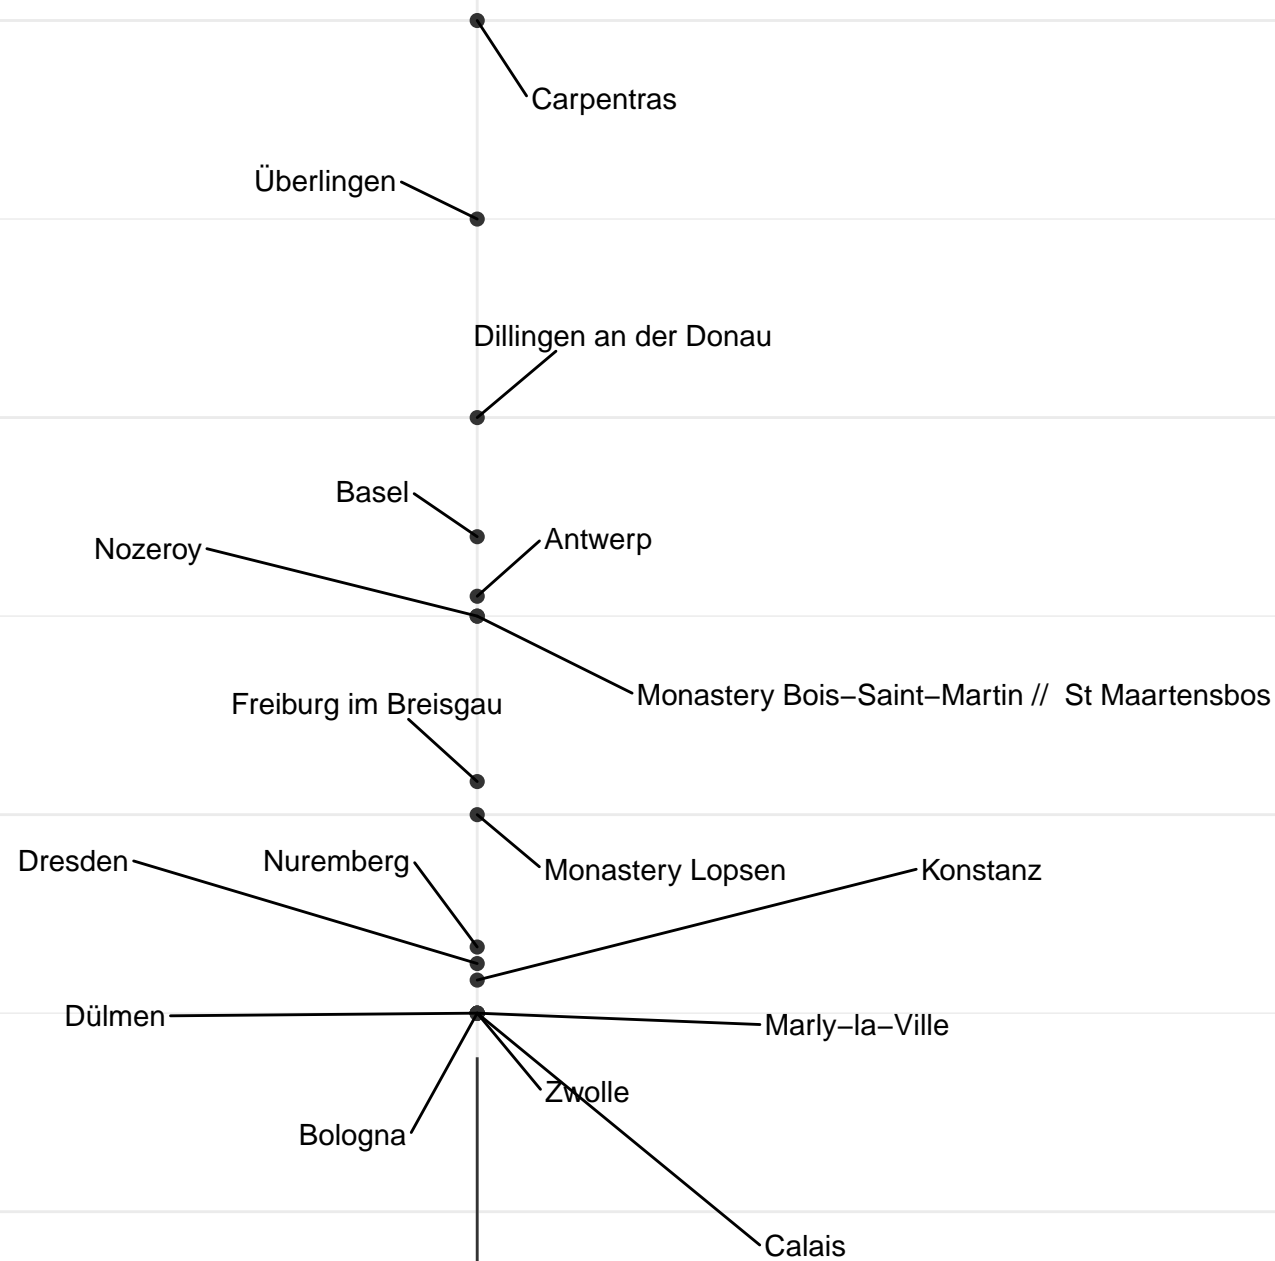 Carpentras
Überlingen
Dillingen an der Donau
Basel
Antwerp
Nozeroy
Monastery Bois−Saint−Martin //  St Maartensbos
Freiburg im Breisgau
Dresden
Nuremberg
Monastery Lopsen
Konstanz
Dülmen
Marly−la−Ville
Zwolle
Bologna
Calais